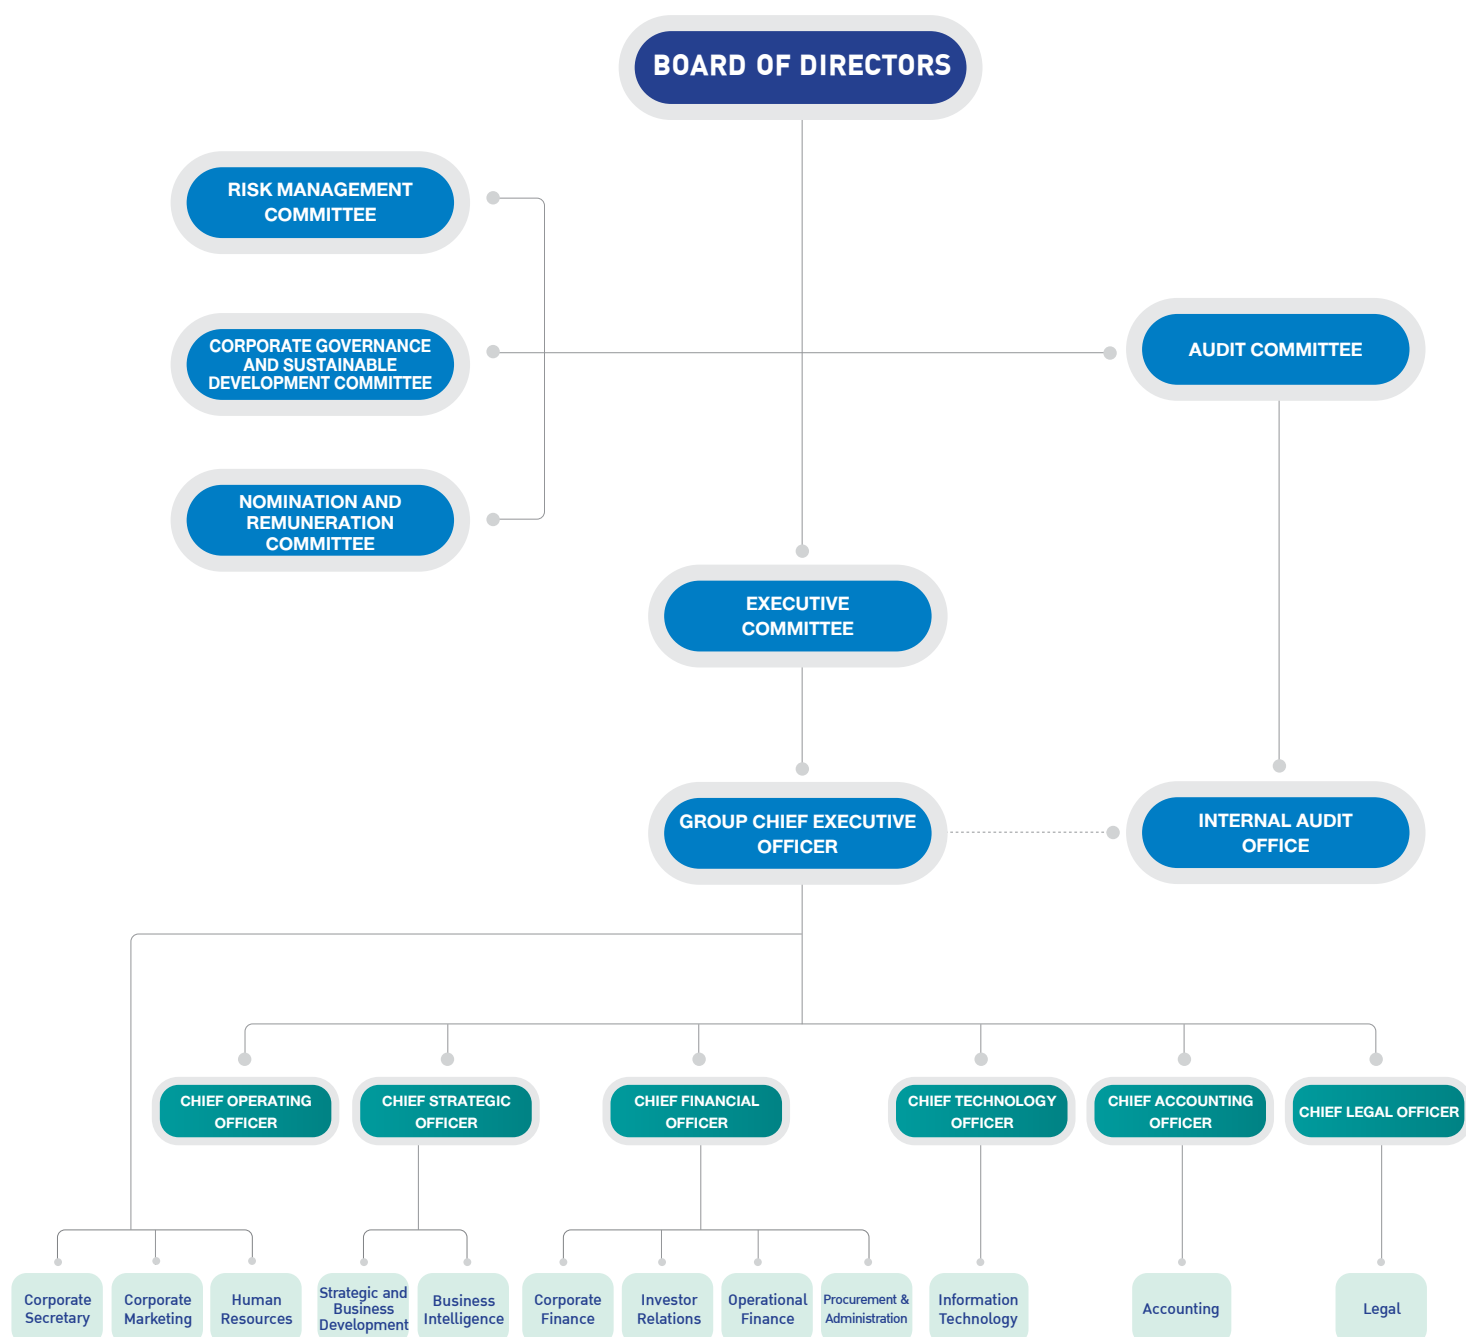 BOARD OF DIRECTORS
RISK MANAGEMENT
COMMITTEE
CORPORATE GOVERNANCE
AND SUSTAINABLE
DEVELOPMENT COMMITTEE
AUDIT COMMITTEE
NOMINATION AND
REMUNERATION
COMMITTEE
EXECUTIVE
COMMITTEE
GROUP CHIEF EXECUTIVE
OFFICER
INTERNAL AUDIT
OFFICE
CHIEF OPERATING
OFFICER
CHIEF STRATEGIC
OFFICER
CHIEF FINANCIAL
OFFICER
CHIEF TECHNOLOGY
OFFICER
CHIEF ACCOUNTING
OFFICER
CHIEF LEGAL OFFICER
Corporate
Secretary
Corporate
Marketing
Human
Resources
Strategic and
Business
Development
Business
Intelligence
Corporate
Finance
Investor
Relations
Operational
Finance
Procurement &
Administration
Information
Technology
Accounting
Legal